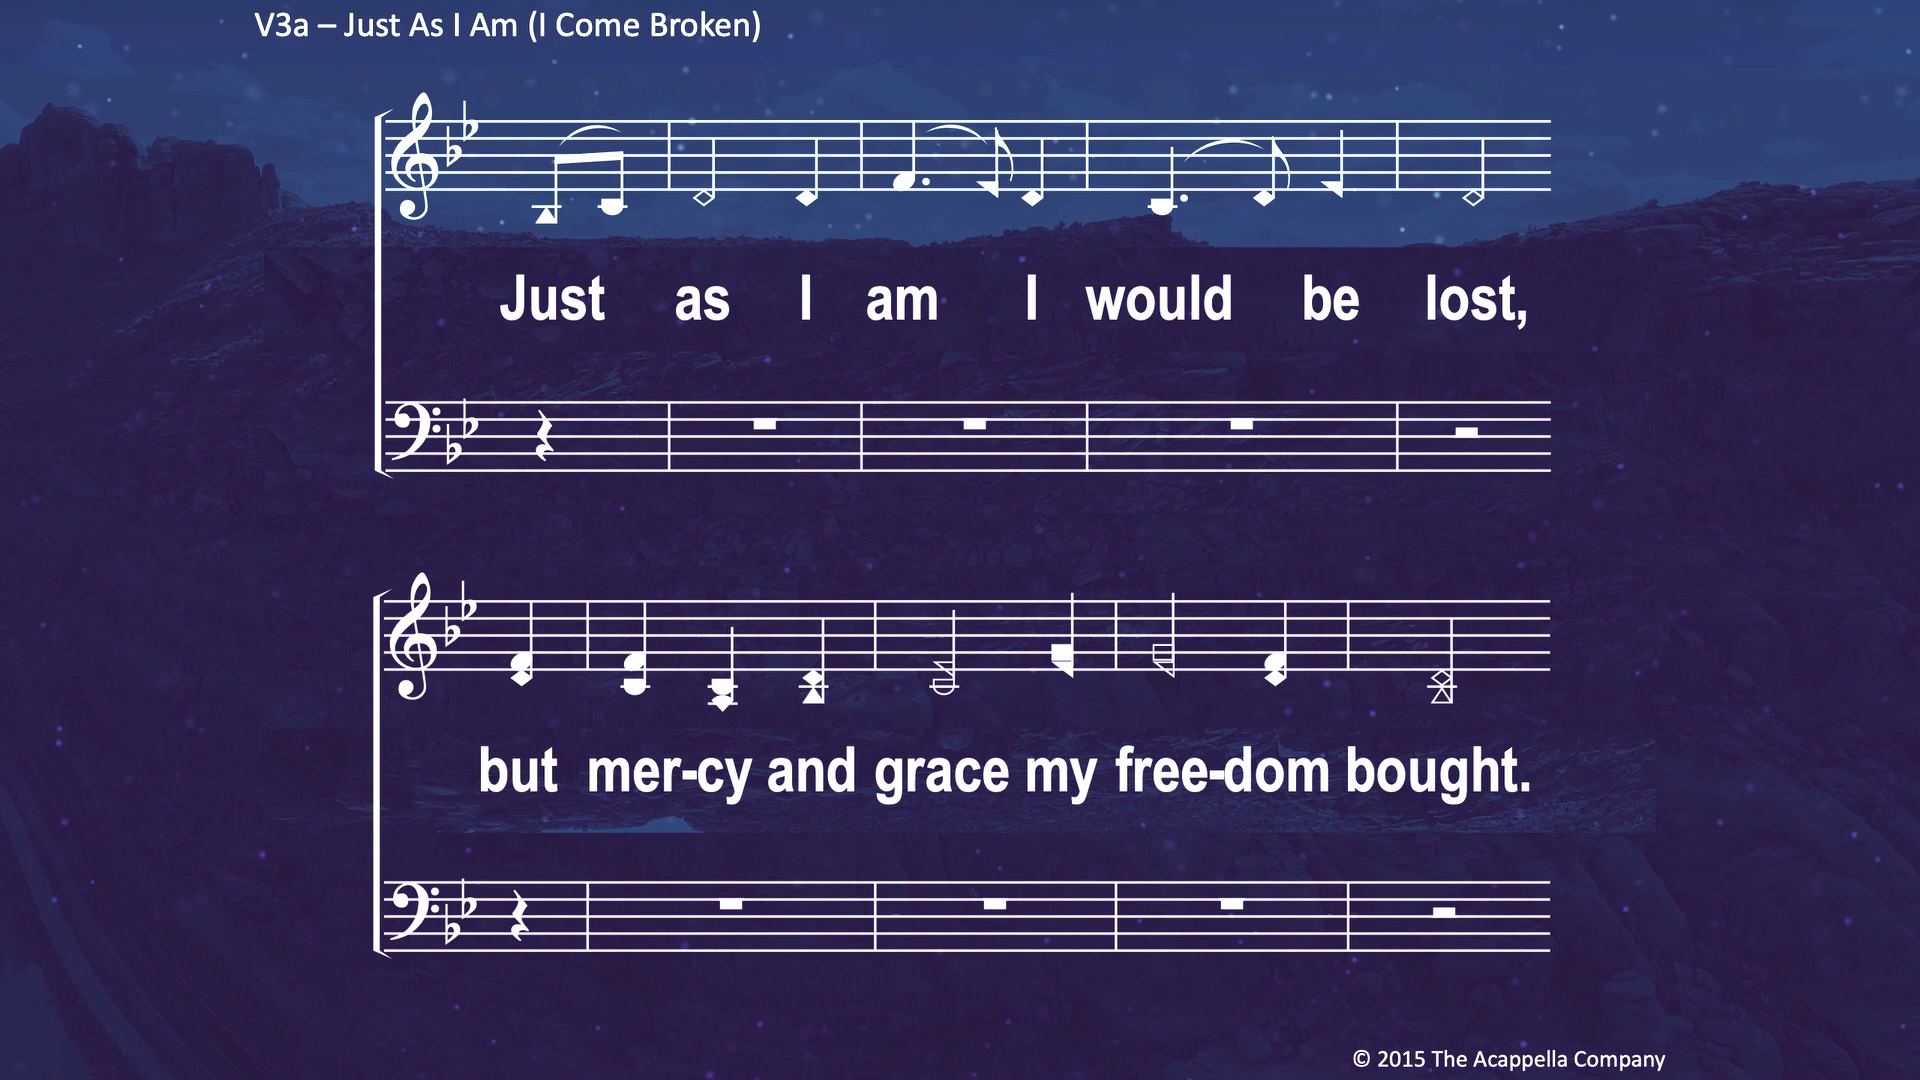 V3a – Just As I Am (I Come Broken)
Just as I am I would be lost,
but mer-cy and grace my free-dom bought.
© 2015 The Acappella Company